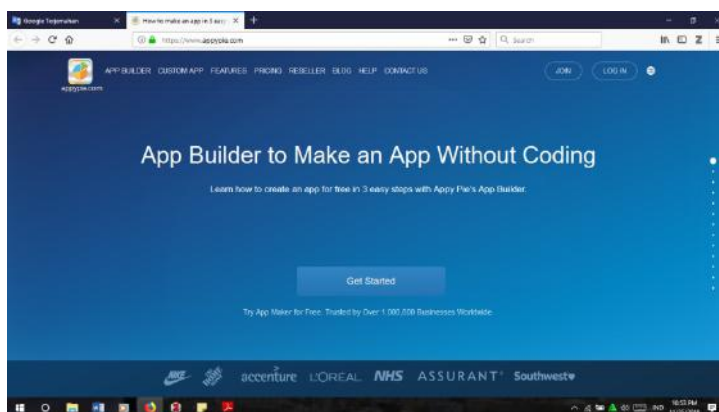 Google Terjemahan
How to make an app in 3 easy
https://www.appypie.com
Search
appypie.com
APP BUILDER CUSTOM APP FEATURES PRICING RESELLER BLOG HELP CONTACT US
JOIN
LOG IN
App Builder to Make an App Without Coding
Learn how to create an app for free in 3 easy steps with Appy Pie's App Builder.
Get Started
Try App Maker for Free. Trusted by Over 1,000,000 Businesses Worldwide.
NIKE
accenture
L'OREAL
NHS
ASSURANT
Southwest
IND
10:53 PM